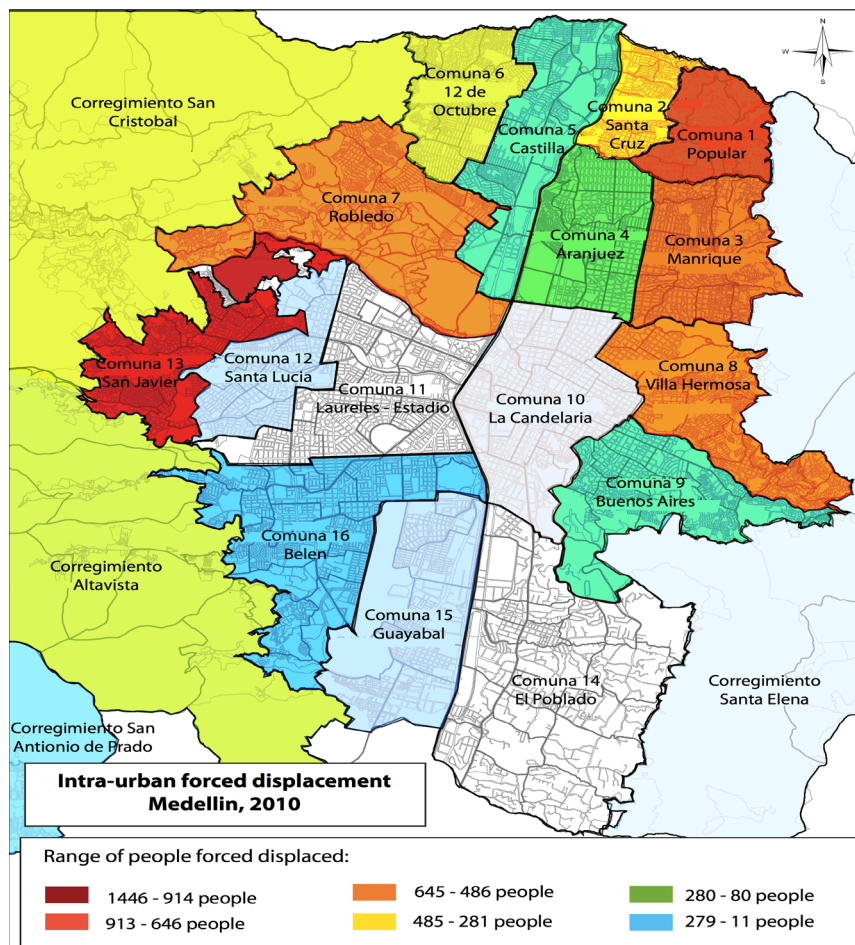 N
W
S
Corregimiento San
Cristobal
Comuna 6
12 de
Octubre
Comuna 5
Castilla
Comuna 2
Santa
Cruz
Comuna 1
Popular
Comuna 7
Robledo
Comuna 4
Aranjuez
Comuna 3
Manrique
Comuna 13
San Javier
Comuna 12
Santa Lucia
Comuna 11
Laureles - Estadio
Comuna 10
La Candelaria
Comuna 8
Villa Hermosa
Comuna 9
Buenos Aires
Comuna 16
Belen
Corregimiento
Altavista
Comuna 15
Guayabal
Comuna 14
El Poblado
Corregimiento
Santa Elena
Corregimiento San
Antonio de Prado
Intra-urban forced displacement
Medellin, 2010
Range of people forced displaced:
1446 - 914 people
913 - 646 people
645 - 486 people
485 - 281 people
280 - 80 people
279 - 11 people